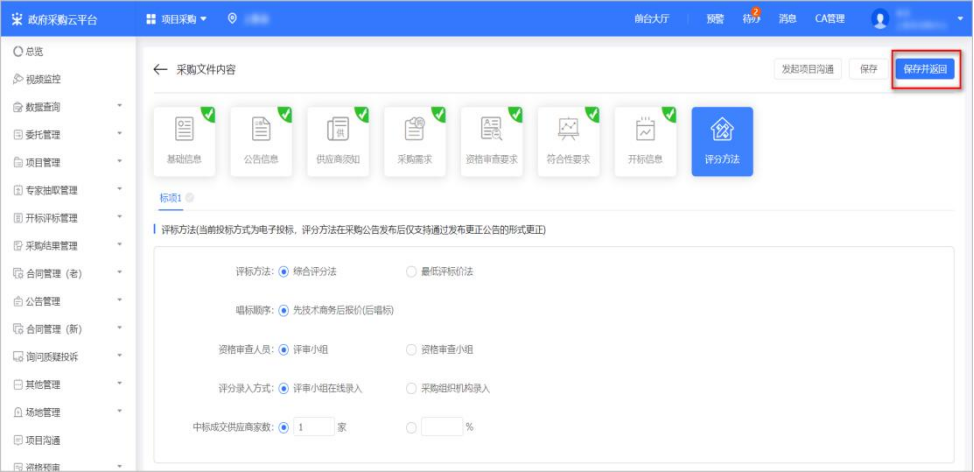 政府采购云平台
项目采购
前台大厅
预警
待办
2
消息
CA管理
总览
视频监控
数据查询
委托管理
项目管理
专家抽取管理
开标评标管理
采购结果管理
合同管理（老）
公告管理
合同管理（新）
询问质疑投诉
其他管理
场地管理
项目沟通
资格预审
采购文件内容
发起项目沟通
保存
保存并返回
基础信息
公告信息
供应商须知
采购需求
资格审查要求
符合性要求
开标信息
评分方法
标项1
评标方法(当前投标方式为电子投标，评分方法在采购公告发布后仅支持通过发布更正公告的形式更正)
评标方法: 综合评分法 最低评标价法
唱标顺序: 先技术商务后报价(后唱标)
资格审查人员: 评审小组 资格审查小组
评分录入方式: 评审小组在线录入 采购组织机构录入
中标成交供应商家数: 1 家 %